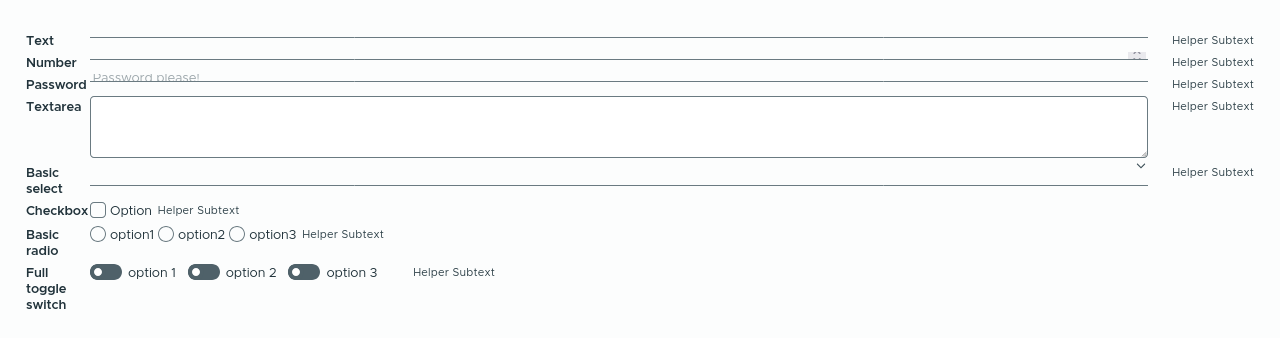 Text Helper Subtext
Number Helper Subtext
Password Password please! Helper Subtext
Textarea Helper Subtext
Basic select Helper Subtext
Checkbox Option Helper Subtext
Basic radio option1 option2 option3 Helper Subtext
Full toggle switch option 1 option 2 option 3 Helper Subtext